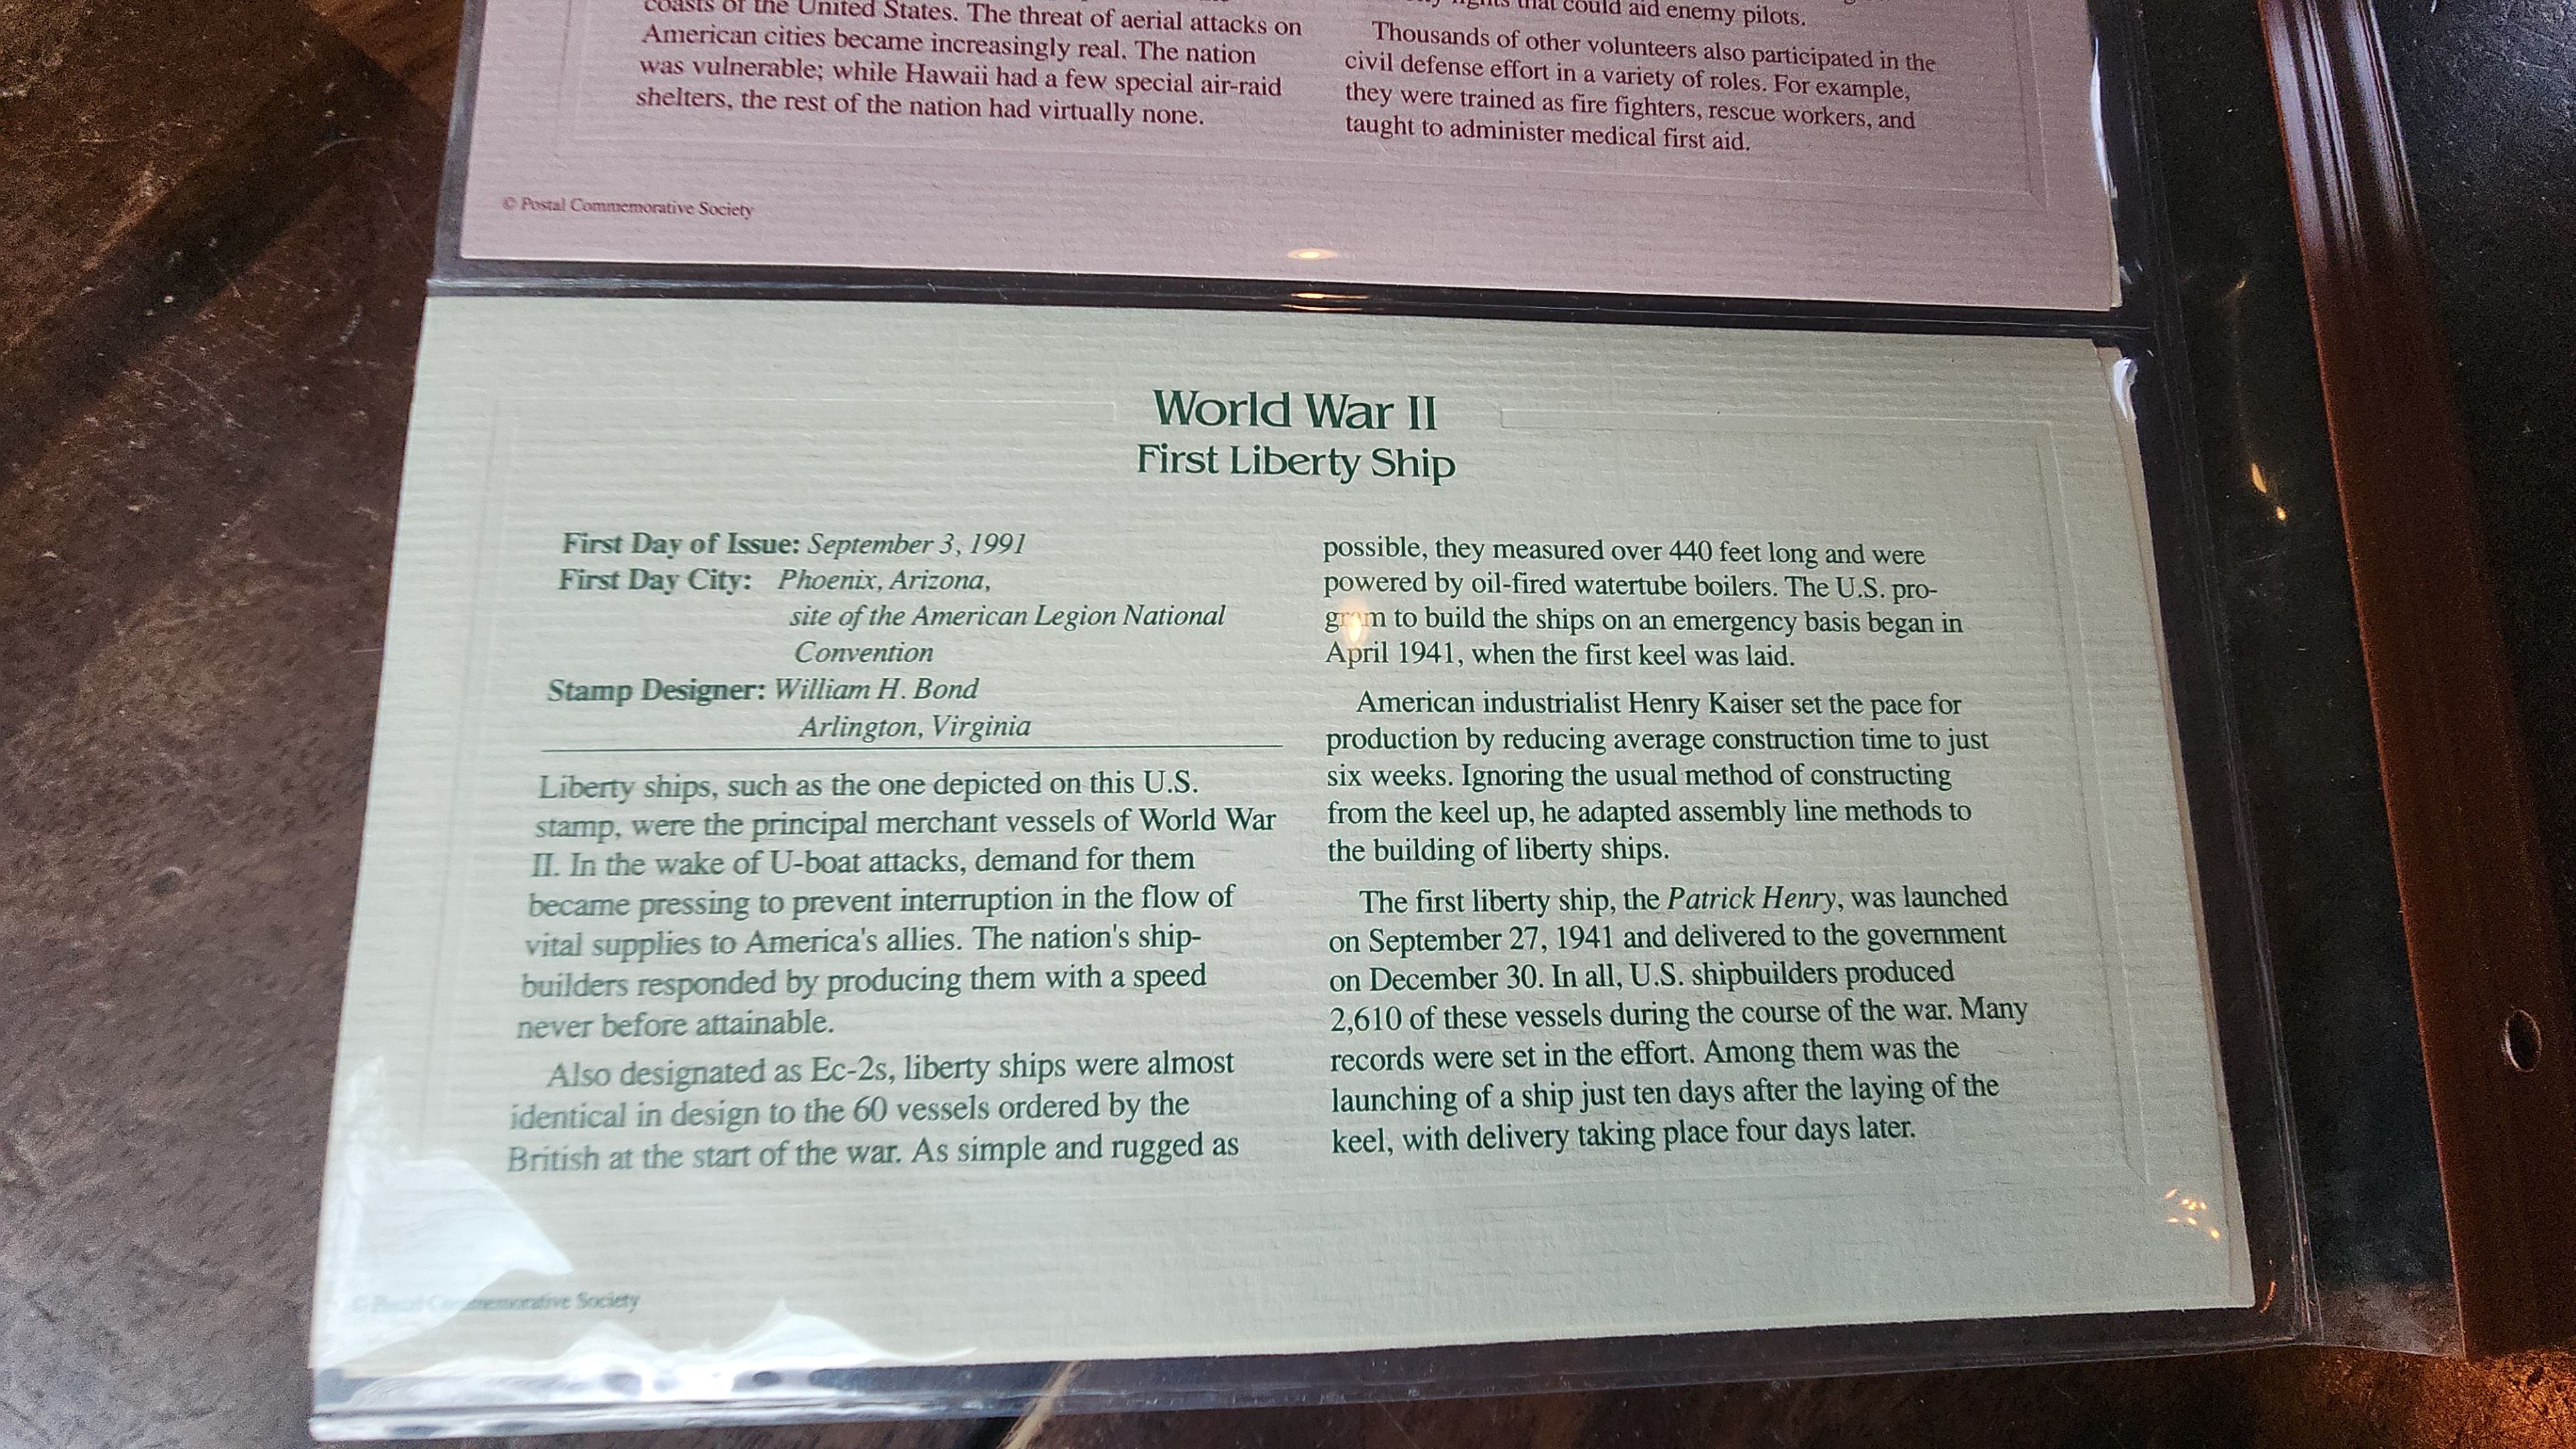 coasts of the United States. The threat of aerial attacks on
American cities became increasingly real. The nation
was vulnerable; while Hawaii had a few special air-raid
shelters, the rest of the nation had virtually none.
that could aid enemy pilots.
Thousands of other volunteers also participated in the
civil defense effort in a variety of roles. For example,
they were trained as fire fighters, rescue workers, and
taught to administer medical first aid.
© Postal Commemorative Society
World War II
First Liberty Ship
First Day of Issue: September 3, 1991
First Day City: Phoenix, Arizona,
site of the American Legion National
Convention
Stamp Designer: William H. Bond
Arlington, Virginia
Liberty ships, such as the one depicted on this U.S.
stamp, were the principal merchant vessels of World War
II. In the wake of U-boat attacks, demand for them
became pressing to prevent interruption in the flow of
vital supplies to America's allies. The nation's ship-
builders responded by producing them with a speed
never before attainable.
Also designated as Ec-2s, liberty ships were almost
identical in design to the 60 vessels ordered by the
British at the start of the war. As simple and rugged as
possible, they measured over 440 feet long and were
powered by oil-fired watertube boilers. The U.S. pro-
gram to build the ships on an emergency basis began in
April 1941, when the first keel was laid.
American industrialist Henry Kaiser set the pace for
production by reducing average construction time to just
six weeks. Ignoring the usual method of constructing
from the keel up, he adapted assembly line methods to
the building of liberty ships.
The first liberty ship, the Patrick Henry, was launched
on September 27, 1941 and delivered to the government
on December 30. In all, U.S. shipbuilders produced
2,610 of these vessels during the course of the war. Many
records were set in the effort. Among them was the
launching of a ship just ten days after the laying of the
keel, with delivery taking place four days later.
© Postal Commemorative Society